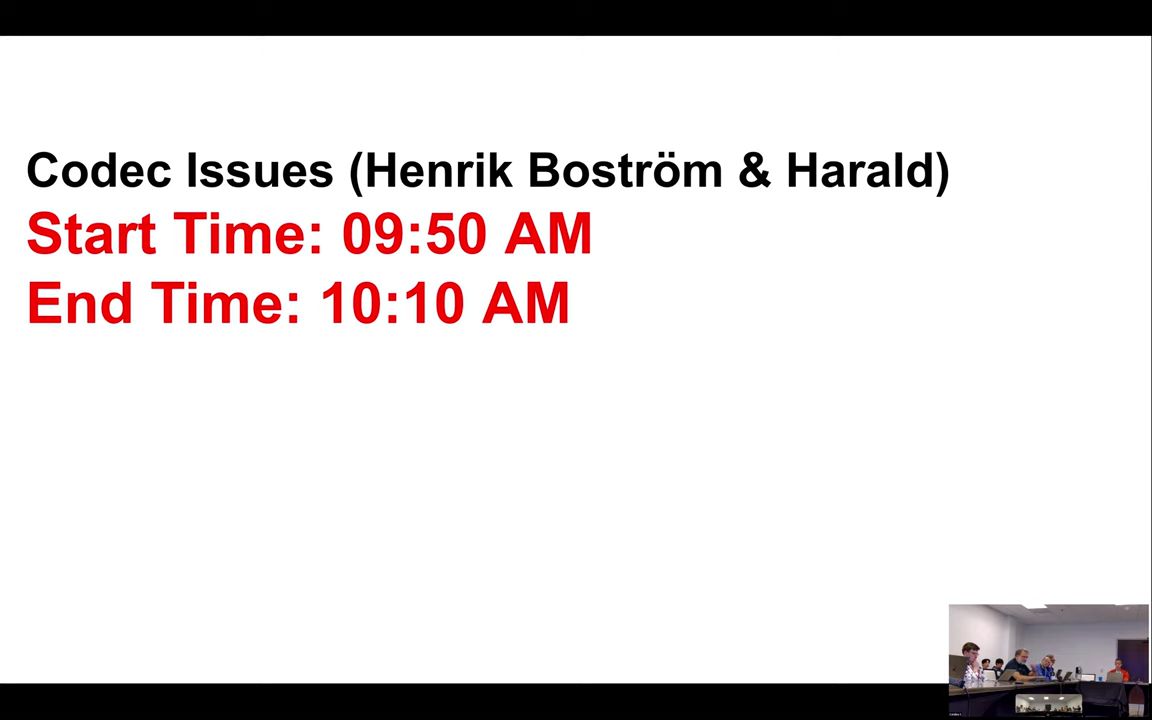 Codec Issues (Henrik Boström & Harald)
Start Time: 09:50 AM
End Time: 10:10 AM